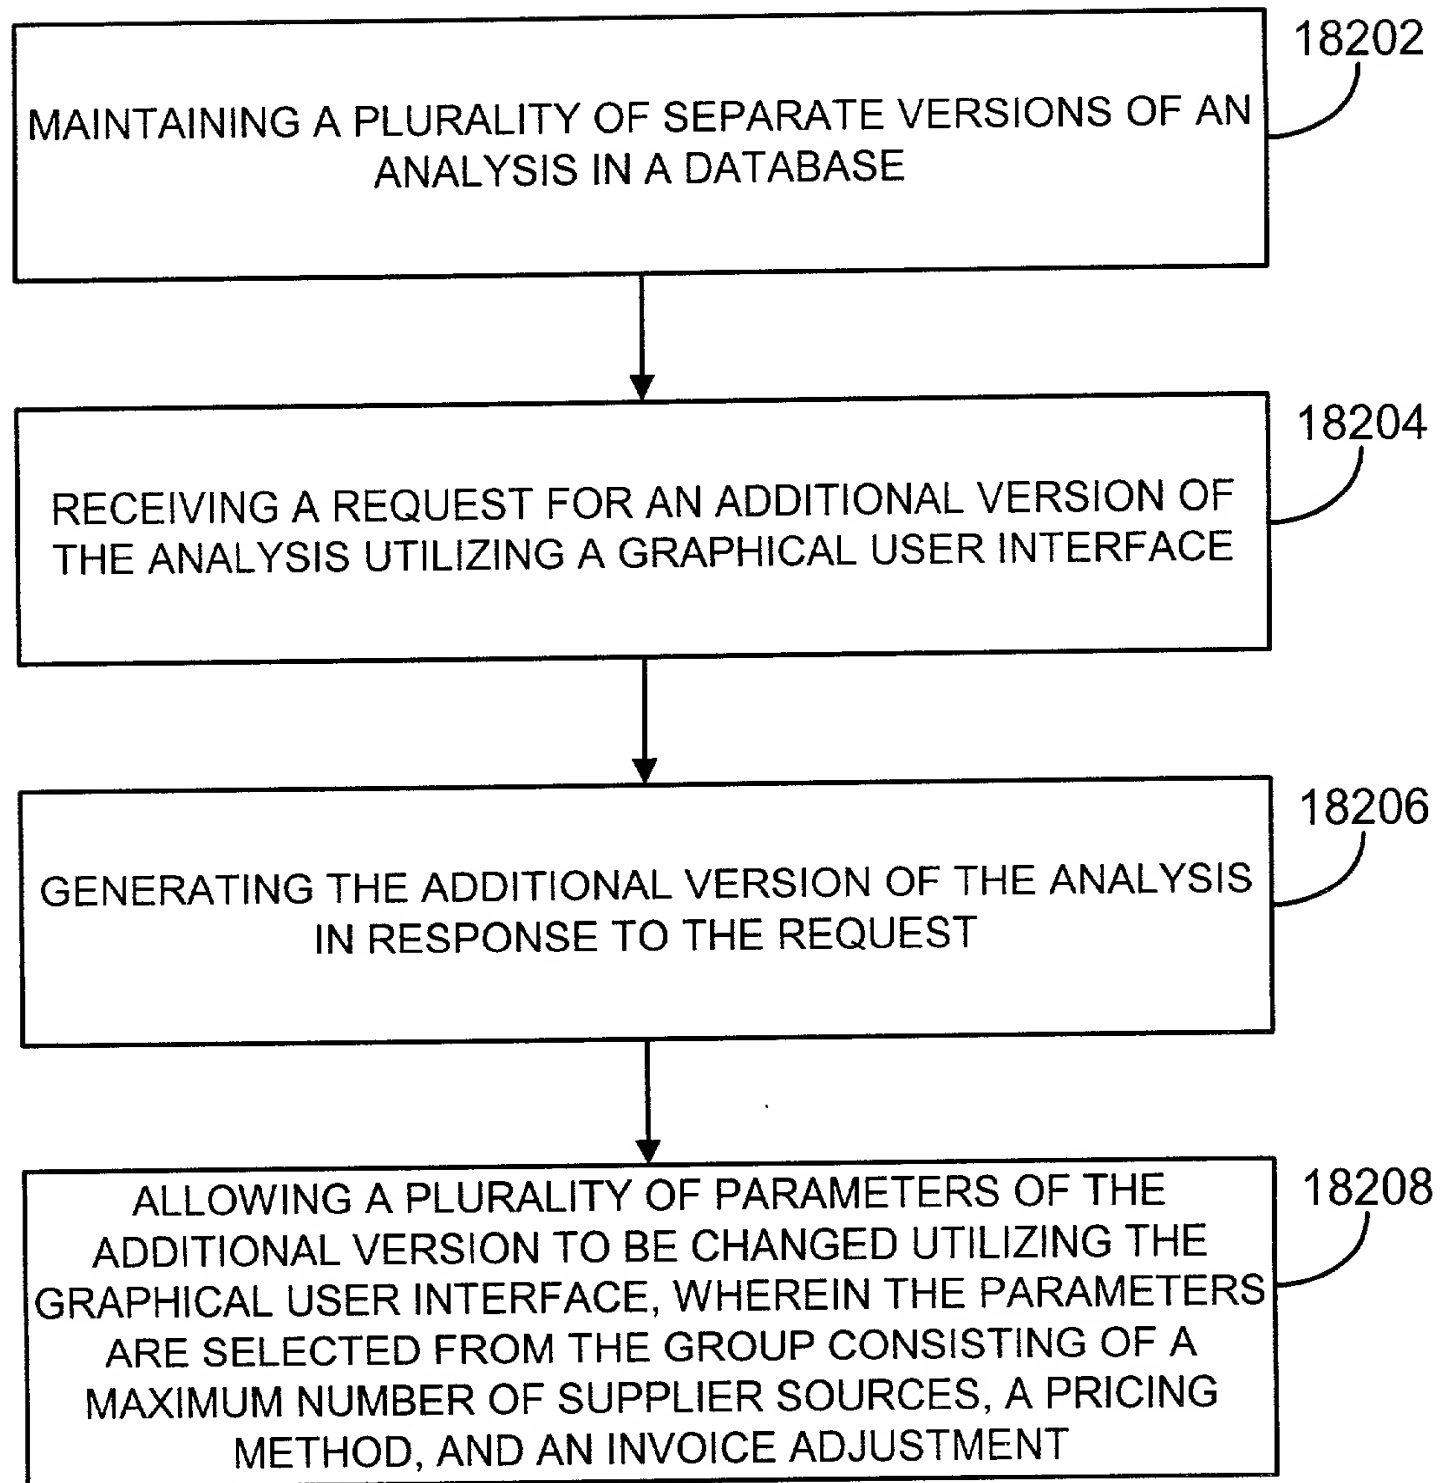 18202
MAINTAINING A PLURALITY OF SEPARATE VERSIONS OF AN
ANALYSIS IN A DATABASE
18204
RECEIVING A REQUEST FOR AN ADDITIONAL VERSION OF
THE ANALYSIS UTILIZING A GRAPHICAL USER INTERFACE
18206
GENERATING THE ADDITIONAL VERSION OF THE ANALYSIS
IN RESPONSE TO THE REQUEST
18208
ALLOWING A PLURALITY OF PARAMETERS OF THE
ADDITIONAL VERSION TO BE CHANGED UTILIZING THE
GRAPHICAL USER INTERFACE, WHEREIN THE PARAMETERS
ARE SELECTED FROM THE GROUP CONSISTING OF A
MAXIMUM NUMBER OF SUPPLIER SOURCES, A PRICING
METHOD, AND AN INVOICE ADJUSTMENT